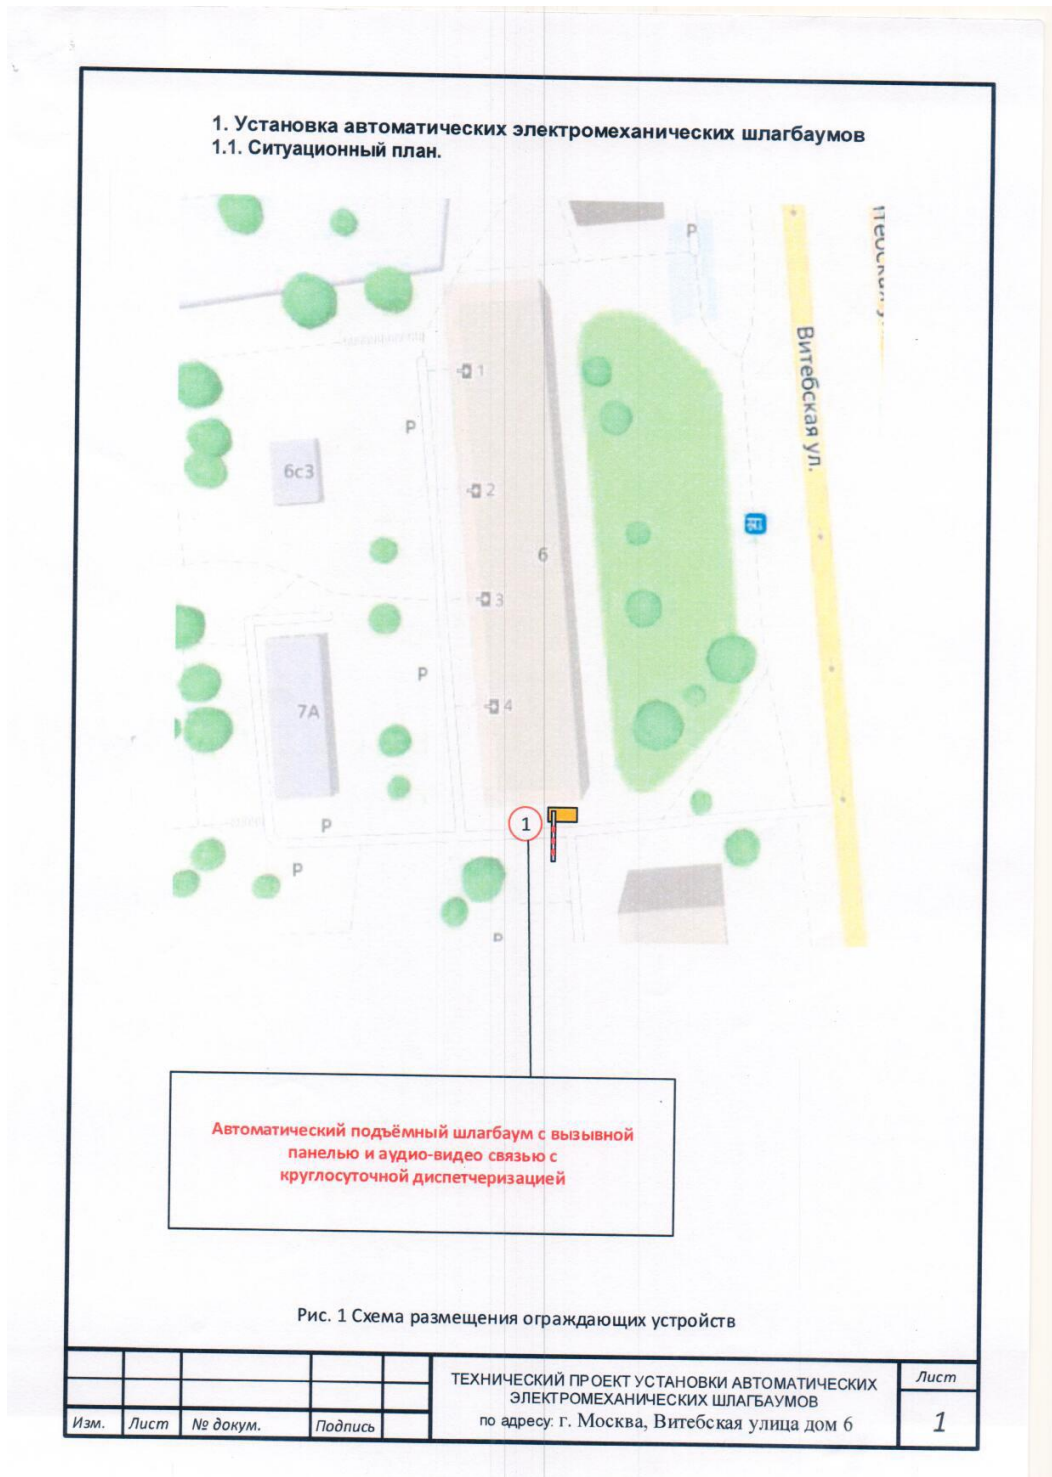 1. Установка автоматических электромеханических шлагбаумов
1.1. Ситуационный план.
P
Витебская ул.
1
P
6с3
2
6
3
P
7А
4
P
1
P
P
Автоматический подъёмный шлагбаум с вызывной
панелью и аудио-видео связью с
круглосуточной диспетчеризацией
Рис. 1 Схема размещения ограждающих устройств
ТЕХНИЧЕСКИЙ ПРОЕКТ УСТАНОВКИ АВТОМАТИЧЕСКИХ
ЭЛЕКТРОМЕХАНИЧЕСКИХ ШЛАГБАУМОВ
по адресу: г. Москва, Витебская улица дом 6
Лист
1
Изм. Лист № докум. Подпись